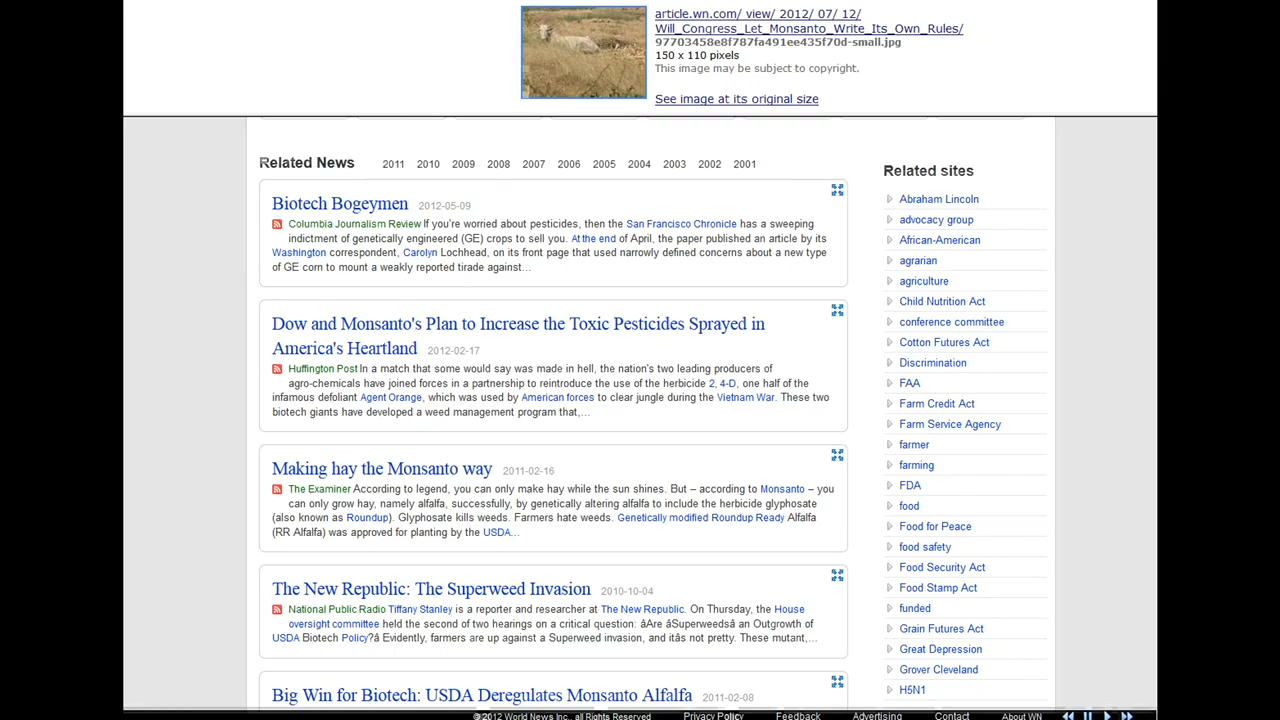 article.wn.com/ view/ 2012/ 07/ 12/
Will_Congress_Let_Monsanto_Write_Its_Own_Rules/
97703458e8f787fa491ee435f70d-small.jpg
150 x 110 pixels
This image may be subject to copyright.
See image at its original size
Related News 2011 2010 2009 2008 2007 2006 2005 2004 2003 2002 2001
Biotech Bogeymen 2012-05-09
Columbia Journalism Review If you're worried about pesticides, then the San Francisco Chronicle has a sweeping
indictment of genetically engineered (GE) crops to sell you. At the end of April, the paper published an article by its
Washington correspondent, Carolyn Lochhead, on its front page that used narrowly defined concerns about a new type
of GE corn to mount a weakly reported tirade against...
Dow and Monsanto's Plan to Increase the Toxic Pesticides Sprayed in
America's Heartland 2012-02-17
Huffington Post In a match that some would say was made in hell, the nation's two leading producers of
agro-chemicals have joined forces in a partnership to reintroduce the use of the herbicide 2, 4-D, one half of the
infamous defoliant Agent Orange, which was used by American forces to clear jungle during the Vietnam War. These two
biotech giants have developed a weed management program that,...
Making hay the Monsanto way 2011-02-16
The Examiner According to legend, you can only make hay while the sun shines. But – according to Monsanto – you
can only grow hay, namely alfalfa, successfully, by genetically altering alfalfa to include the herbicide glyphosate
(also known as Roundup). Glyphosate kills weeds. Farmers hate weeds. Genetically modified Roundup Ready Alfalfa
(RR Alfalfa) was approved for planting by the USDA...
The New Republic: The Superweed Invasion 2010-10-04
National Public Radio Tiffany Stanley is a reporter and researcher at The New Republic. On Thursday, the House
oversight committee held the second of two hearings on a critical question: âAre âSuperweedsâ an Outgrowth of
USDA Biotech Policy?â Evidently, farmers are up against a Superweed invasion, and itâs not pretty. These mutant,...
Big Win for Biotech: USDA Deregulates Monsanto Alfalfa 2011-02-08
Related sites
Abraham Lincoln
advocacy group
African-American
agrarian
agriculture
Child Nutrition Act
conference committee
Cotton Futures Act
Discrimination
FAA
Farm Credit Act
Farm Service Agency
farmer
farming
FDA
food
Food for Peace
food safety
Food Security Act
Food Stamp Act
funded
Grain Futures Act
Great Depression
Grover Cleveland
H5N1
©2012 World News Inc., all Rights Reserved Privacy Policy Feedback Advertising Contact About WN